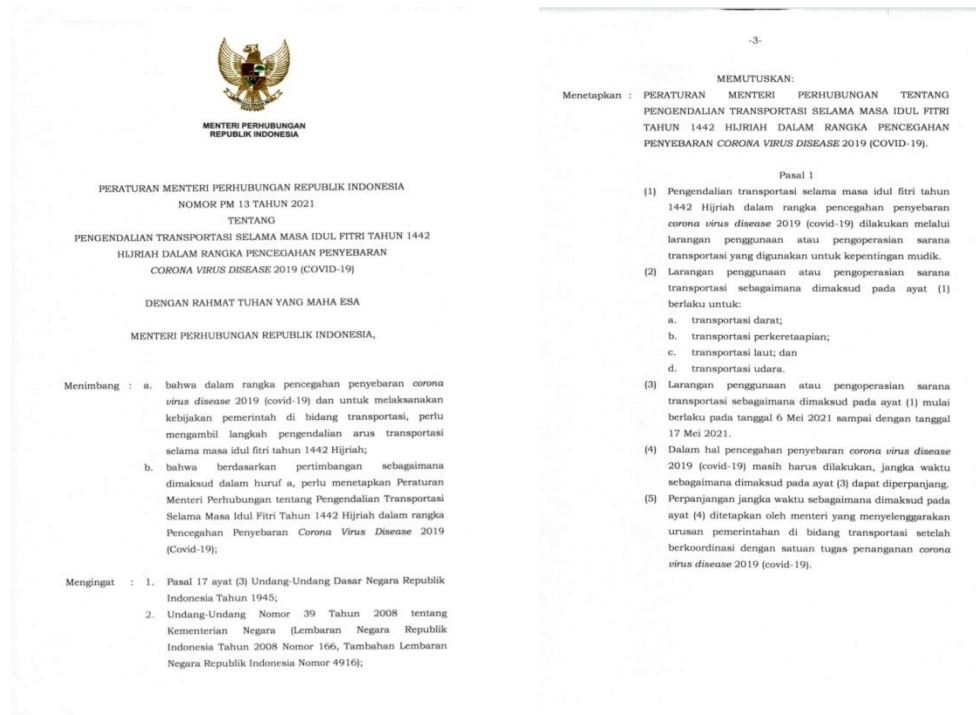 MENTERI PERHUBUNGAN
REPUBLIK INDONESIA
PERATURAN MENTERI PERHUBUNGAN REPUBLIK INDONESIA
NOMOR PM 13 TAHUN 2021
TENTANG
PENGENDALIAN TRANSPORTASI SELAMA MASA IDUL FITRI TAHUN 1442
HIJRIAH DALAM RANGKA PENCEGAHAN PENYEBARAN
CORONA VIRUS DISEASE 2019 (COVID-19)
DENGAN RAHMAT TUHAN YANG MAHA ESA
MENTERI PERHUBUNGAN REPUBLIK INDONESIA,
Menimbang : a. bahwa dalam rangka pencegahan penyebaran corona
virus disease 2019 (covid-19) dan untuk melaksanakan
kebijakan pemerintah di bidang transportasi, perlu
mengambil langkah pengendalian arus transportasi
selama masa idul fitri tahun 1442 Hijriah;
b. bahwa berdasarkan pertimbangan sebagaimana
dimaksud dalam huruf a, perlu menetapkan Peraturan
Menteri Perhubungan tentang Pengendalian Transportasi
Selama Masa Idul Fitri Tahun 1442 Hijriah dalam rangka
Pencegahan Penyebaran Corona Virus Disease 2019
(Covid-19);
Mengingat : 1. Pasal 17 ayat (3) Undang-Undang Dasar Negara Republik
Indonesia Tahun 1945;
2. Undang-Undang Nomor 39 Tahun 2008 tentang
Kementerian Negara (Lembaran Negara Republik
Indonesia Tahun 2008 Nomor 166, Tambahan Lembaran
Negara Republik Indonesia Nomor 4916);
-3-
MEMUTUSKAN:
Menetapkan : PERATURAN MENTERI PERHUBUNGAN TENTANG
PENGENDALIAN TRANSPORTASI SELAMA MASA IDUL FITRI
TAHUN 1442 HIJRIAH DALAM RANGKA PENCEGAHAN
PENYEBARAN CORONA VIRUS DISEASE 2019 (COVID-19).
Pasal 1
(1) Pengendalian transportasi selama masa idul fitri tahun
1442 Hijriah dalam rangka pencegahan penyebaran
corona virus disease 2019 (covid-19) dilakukan melalui
larangan penggunaan atau pengoperasian sarana
transportasi yang digunakan untuk kepentingan mudik.
(2) Larangan penggunaan atau pengoperasian sarana
transportasi sebagaimana dimaksud pada ayat (1)
berlaku untuk:
a. transportasi darat;
b. transportasi perkeretaapian;
c. transportasi laut; dan
d. transportasi udara.
(3) Larangan penggunaan atau pengoperasian sarana
transportasi sebagaimana dimaksud pada ayat (1) mulai
berlaku pada tanggal 6 Mei 2021 sampai dengan tanggal
17 Mei 2021.
(4) Dalam hal pencegahan penyebaran corona virus disease
2019 (covid-19) masih harus dilakukan, jangka waktu
sebagaimana dimaksud pada ayat (3) dapat diperpanjang.
(5) Perpanjangan jangka waktu sebagaimana dimaksud pada
ayat (4) ditetapkan oleh menteri yang menyelenggarakan
urusan pemerintahan di bidang transportasi setelah
berkoordinasi dengan satuan tugas penanganan corona
virus disease 2019 (covid-19).